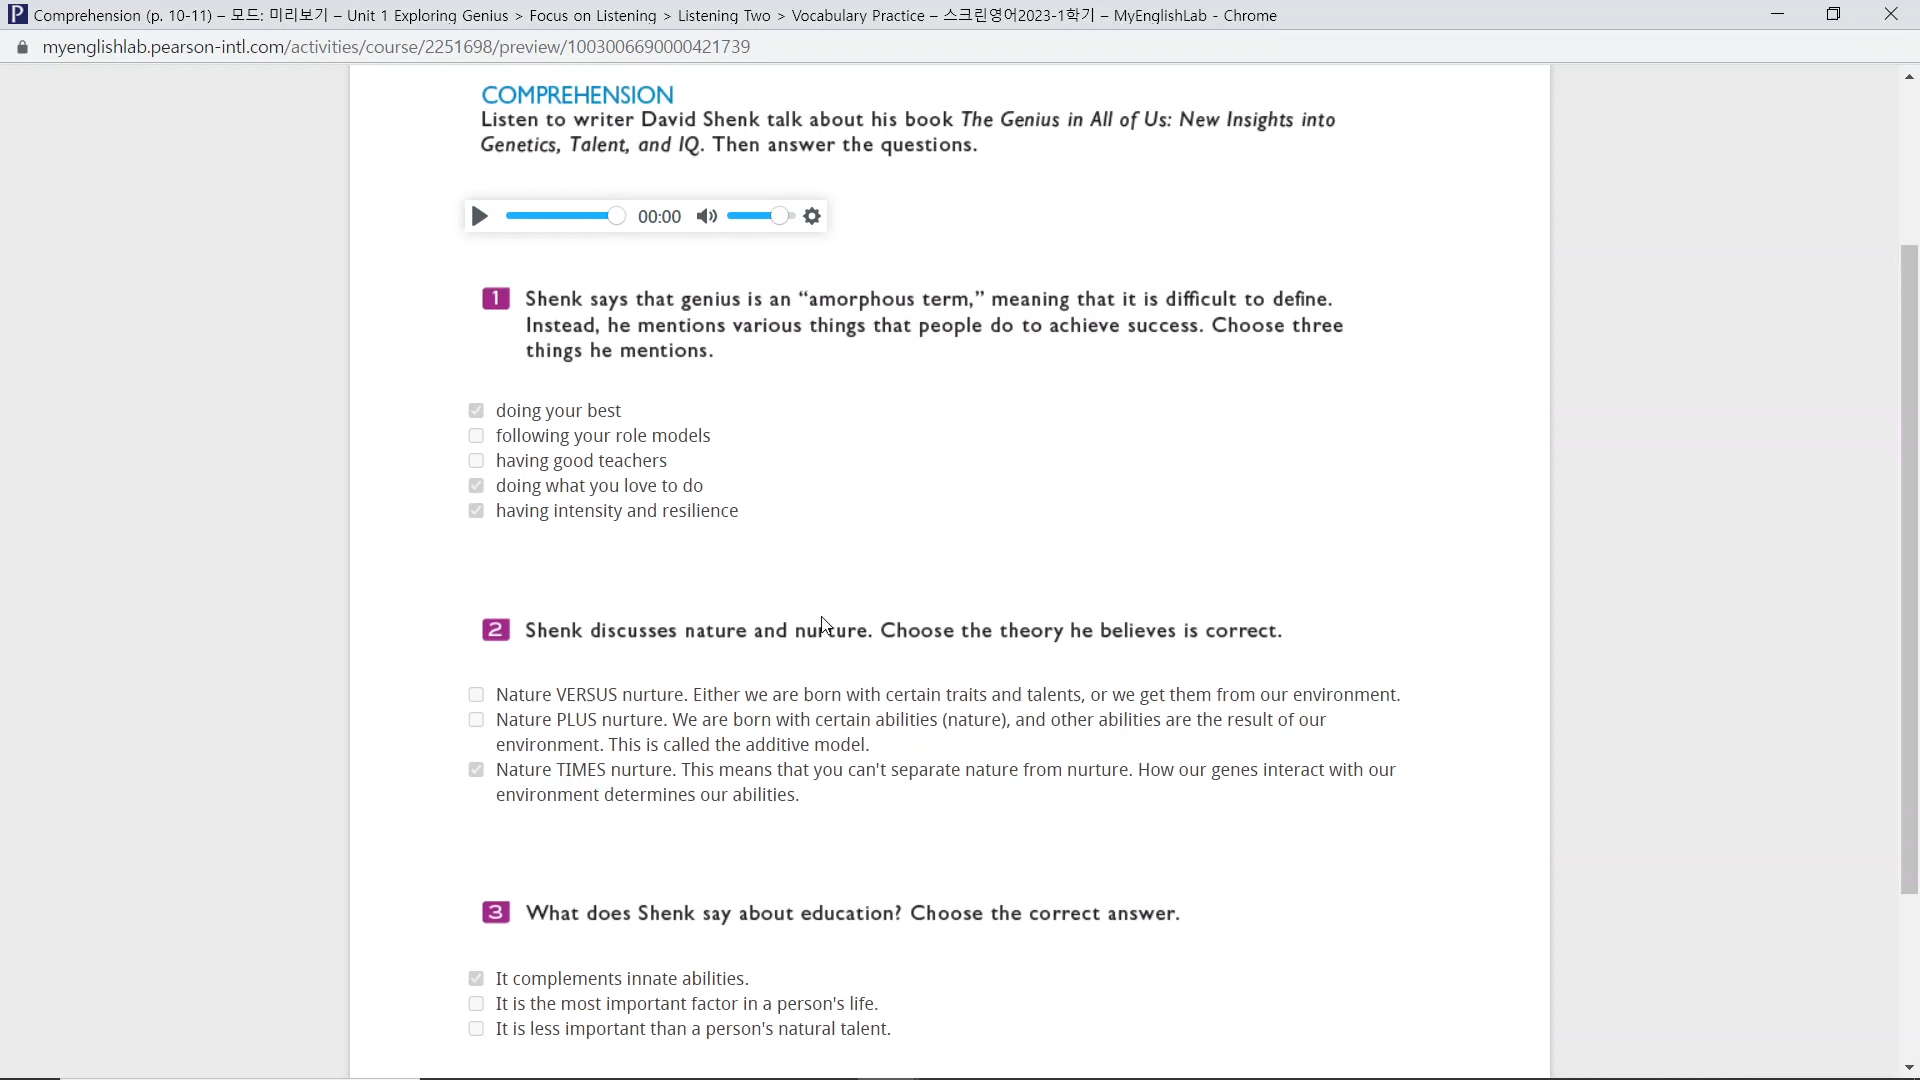 P Comprehension (p. 10-11) – 모드: 미리보기 – Unit 1 Exploring Genius > Focus on Listening > Listening Two > Vocabulary Practice – 스크린영어2023-1학기 – MyEnglishLab - Chrome
myenglishlab.pearson-intl.com/activities/course/2251698/preview/1003006690000421739
COMPREHENSION
Listen to writer David Shenk talk about his book The Genius in All of Us: New Insights into
Genetics, Talent, and IQ. Then answer the questions.
00:00
1 Shenk says that genius is an “amorphous term,” meaning that it is difficult to define.
Instead, he mentions various things that people do to achieve success. Choose three
things he mentions.
doing your best
following your role models
having good teachers
doing what you love to do
having intensity and resilience
2 Shenk discusses nature and nurture. Choose the theory he believes is correct.
Nature VERSUS nurture. Either we are born with certain traits and talents, or we get them from our environment.
Nature PLUS nurture. We are born with certain abilities (nature), and other abilities are the result of our
environment. This is called the additive model.
Nature TIMES nurture. This means that you can't separate nature from nurture. How our genes interact with our
environment determines our abilities.
3 What does Shenk say about education? Choose the correct answer.
It complements innate abilities.
It is the most important factor in a person's life.
It is less important than a person's natural talent.